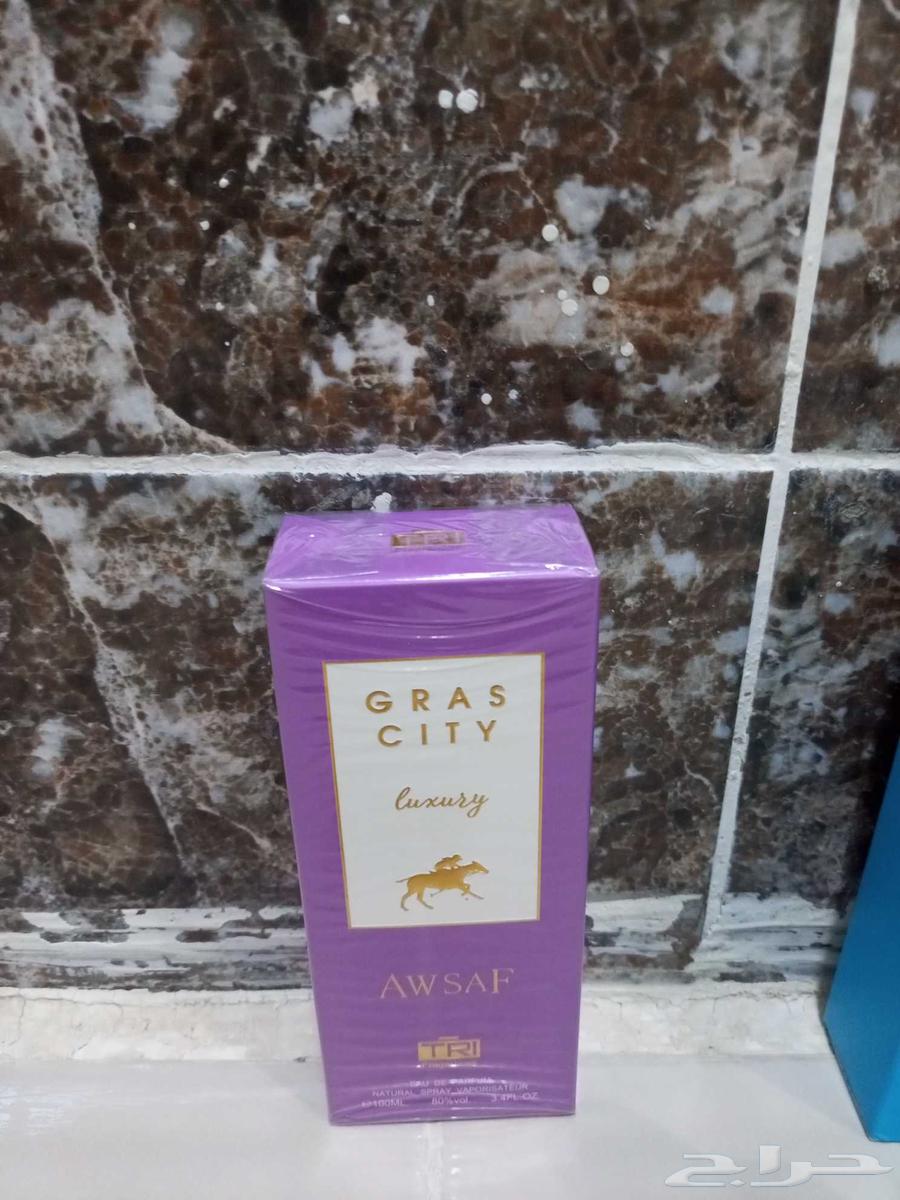 TRI
GRAS
CITY
luxury
AWSAF
TRI
EAU DE PARFUM
NATURAL SPRAY VAPORISATEUR
100ML 80%vol 3.4FL.OZ
حراج